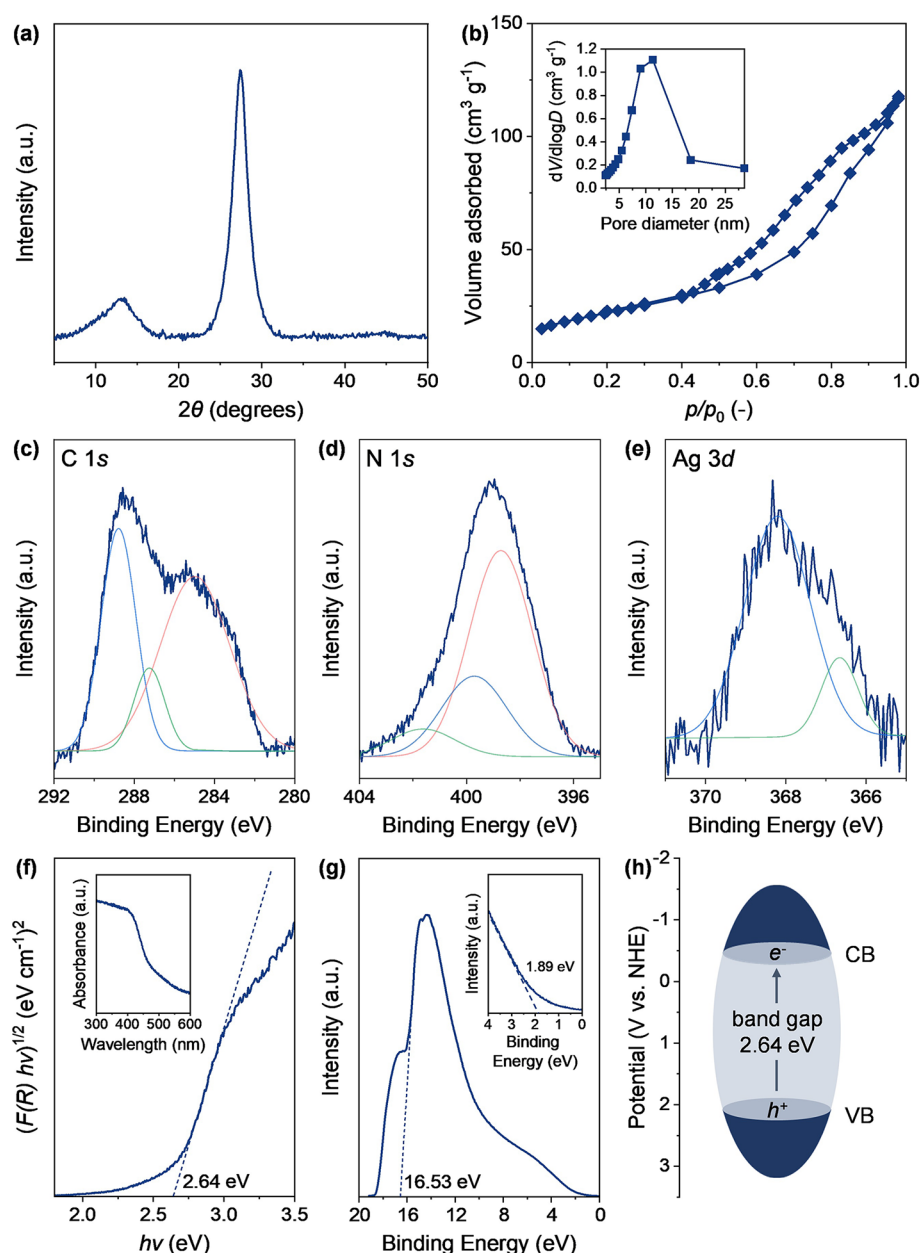 (a)
Intensity (a.u.)
10 20 30 40 50
2θ (degrees)
(b)
Volume adsorbed (cm³ g⁻¹)
150
100
50
0
0 0.2 0.4 0.6 0.8 1.0
p/p₀ (-)
dV/dlogD (cm³ g⁻¹)
1.2
1.0
0.8
0.6
0.4
0.2
0
5 10 15 20 25
Pore diameter (nm)
(c)
C 1s
Intensity (a.u.)
292 288 284 280
Binding Energy (eV)
(d)
N 1s
Intensity (a.u.)
404 400 396
Binding Energy (eV)
(e)
Ag 3d
Intensity (a.u.)
370 368 366
Binding Energy (eV)
(f)
(F(R) hv)¹ᐟ² (eV cm⁻¹)²
Absorbance (a.u.)
300 400 500 600
Wavelength (nm)
2.64 eV
2.0 2.5 3.0 3.5
hv (eV)
(g)
Intensity (a.u.)
Intensity (a.u.)
1.89 eV
4 3 2 1 0
Binding
Energy (eV)
16.53 eV
20 16 12 8 4 0
Binding Energy (eV)
(h)
Potential (V vs. NHE)
-2
-1
0
1
2
3
e⁻
CB
band gap
2.64 eV
h⁺
VB